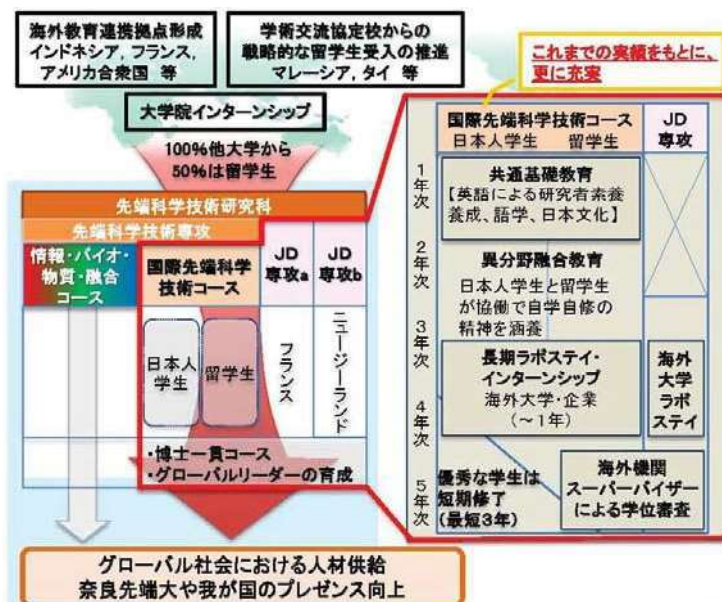 海外教育連携拠点形成
インドネシア, フランス,
アメリカ合衆国 等
学術交流協定校からの
戦略的な留学生受入の推進
マレーシア, タイ 等
大学院インターンシップ
100%他大学から
50%は留学生
先端科学技術研究科
先端科学技術専攻
情報・バイオ・
物質・融合
コース
国際先端科学
技術コース
JD
専攻a
JD
専攻b
日本人
学生
留学生
フランス
ニュージーランド
・博士一貫コース
・グローバルリーダーの育成
グローバル社会における人材供給
奈良先端大や我が国のプレゼンス向上
これまでの実績をもとに、
更に充実
国際先端科学技術コース
日本人学生 留学生
JD
専攻
1年次
共通基礎教育
【英語による研究者素養
養成、語学、日本文化】
2年次
異分野融合教育
日本人学生と留学生
が協働で自学自修の
精神を涵養
3年次
長期ラボステイ・
インターンシップ
海外大学・企業
(~1年)
海外
大学
ラボ
ステイ
4年次
5年次
優秀な学生は
短期修了
(最短3年)
海外機関
スーパーバイザー
による学位審査